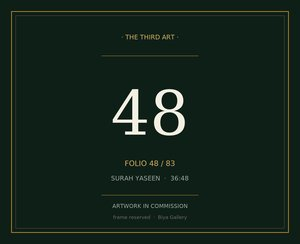 · THE THIRD ART ·
48
FOLIO 48 / 83
SURAH YASEEN · 36:48
ARTWORK IN COMMISSION
frame reserved · Biya Gallery